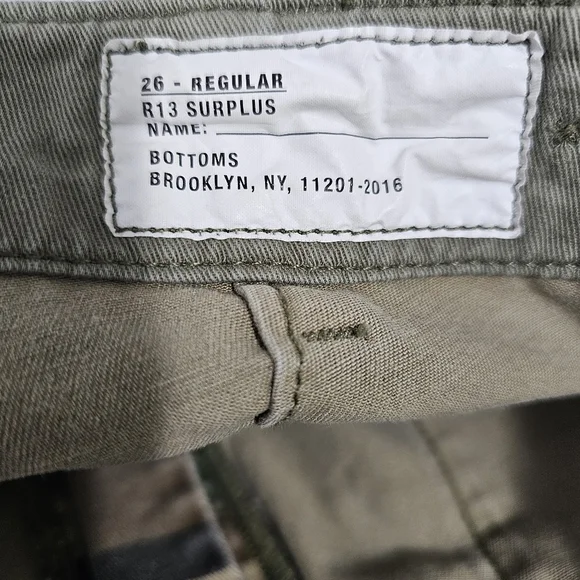 26 - REGULAR
R13 SURPLUS
NAME:
BOTTOMS
BROOKLYN, NY, 11201-2016